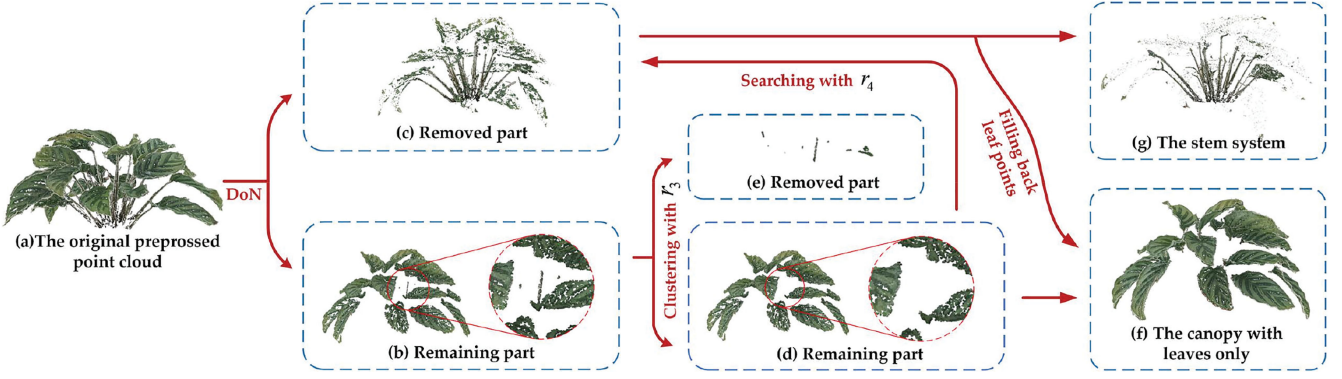 (a)The original preprossed
point cloud
DoN
(c) Removed part
(b) Remaining part
Clustering with r3
(e) Removed part
(d) Remaining part
Searching with r4
Filling back
leaf points
(g) The stem system
(f) The canopy with
leaves only